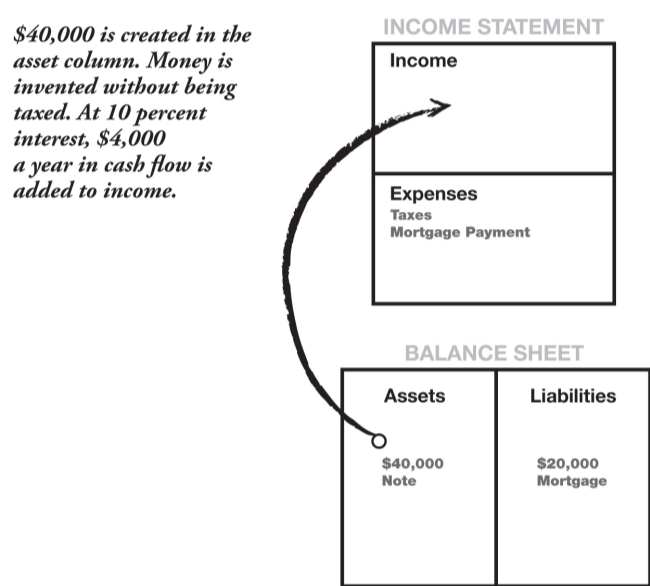 $40,000 is created in the
asset column. Money is
invented without being
taxed. At 10 percent
interest, $4,000
a year in cash flow is
added to income.
INCOME STATEMENT
Income
Expenses
Taxes
Mortgage Payment
BALANCE SHEET
Assets
$40,000
Note
Liabilities
$20,000
Mortgage